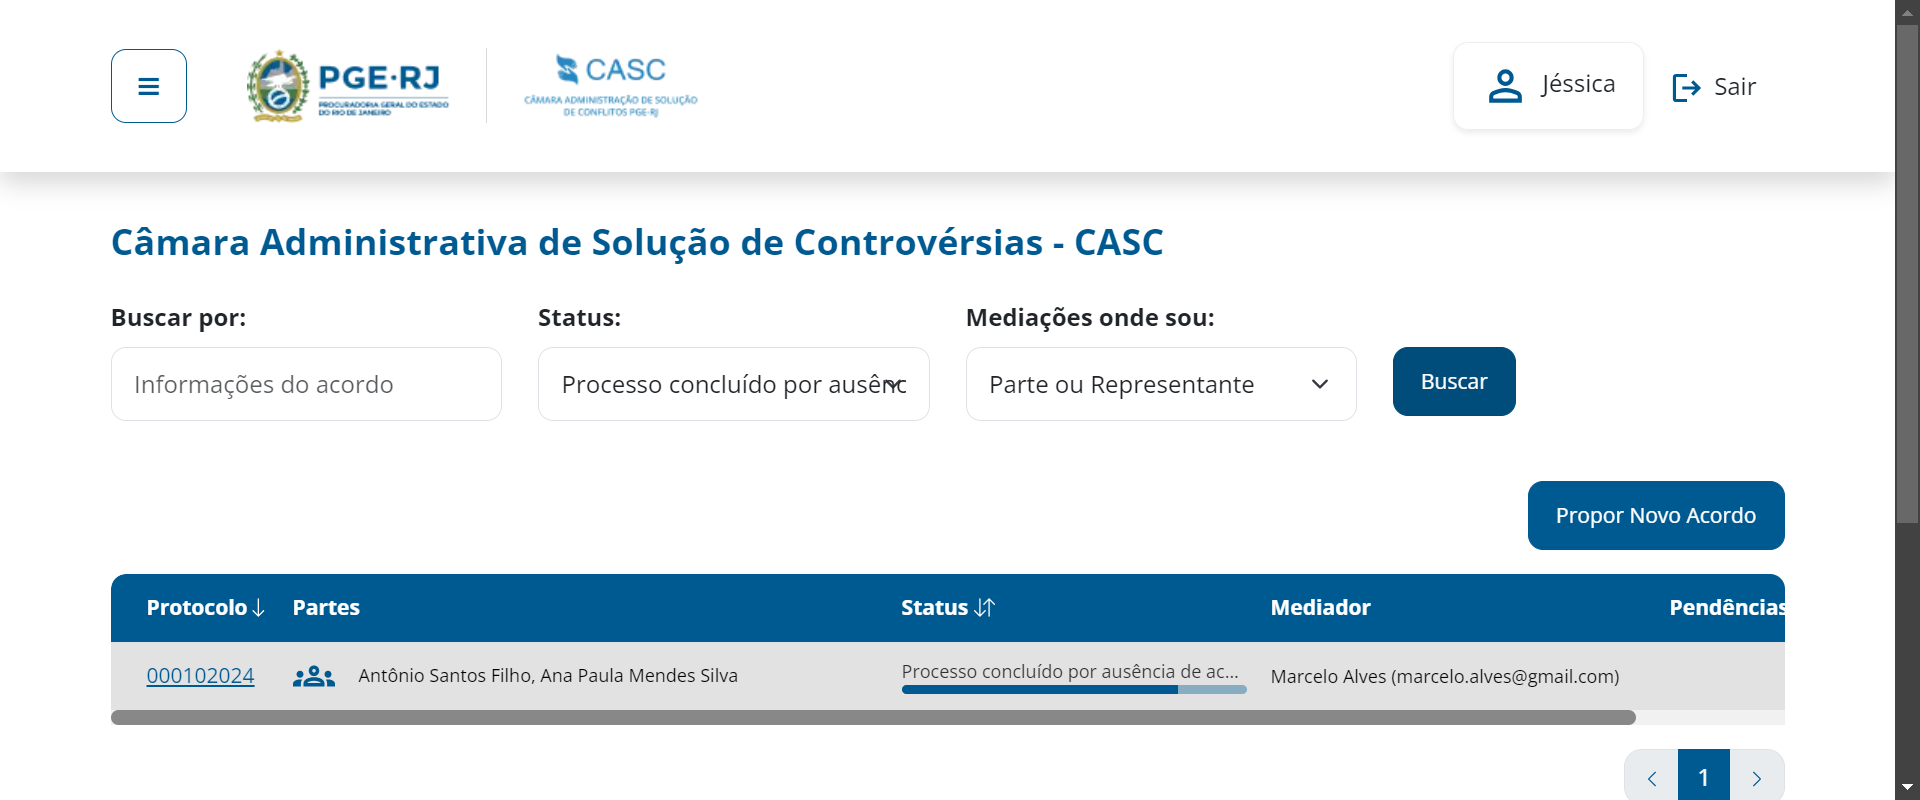 PGE-RJ
PROCURADORIA GERAL DO ESTADO
DO RIO DE JANEIRO
CASC
CÂMARA ADMINISTRAÇÃO DE SOLUÇÃO
DE CONFLITOS PGE-RJ
Jéssica
Sair
Câmara Administrativa de Solução de Controvérsias - CASC
Buscar por:
Status:
Mediações onde sou:
Informações do acordo
Processo concluído por ausênc
Parte ou Representante
Buscar
Propor Novo Acordo
Protocolo Partes Status Mediador Pendências
000102024 Antônio Santos Filho, Ana Paula Mendes Silva Processo concluído por ausência de ac... Marcelo Alves (marcelo.alves@gmail.com)
1